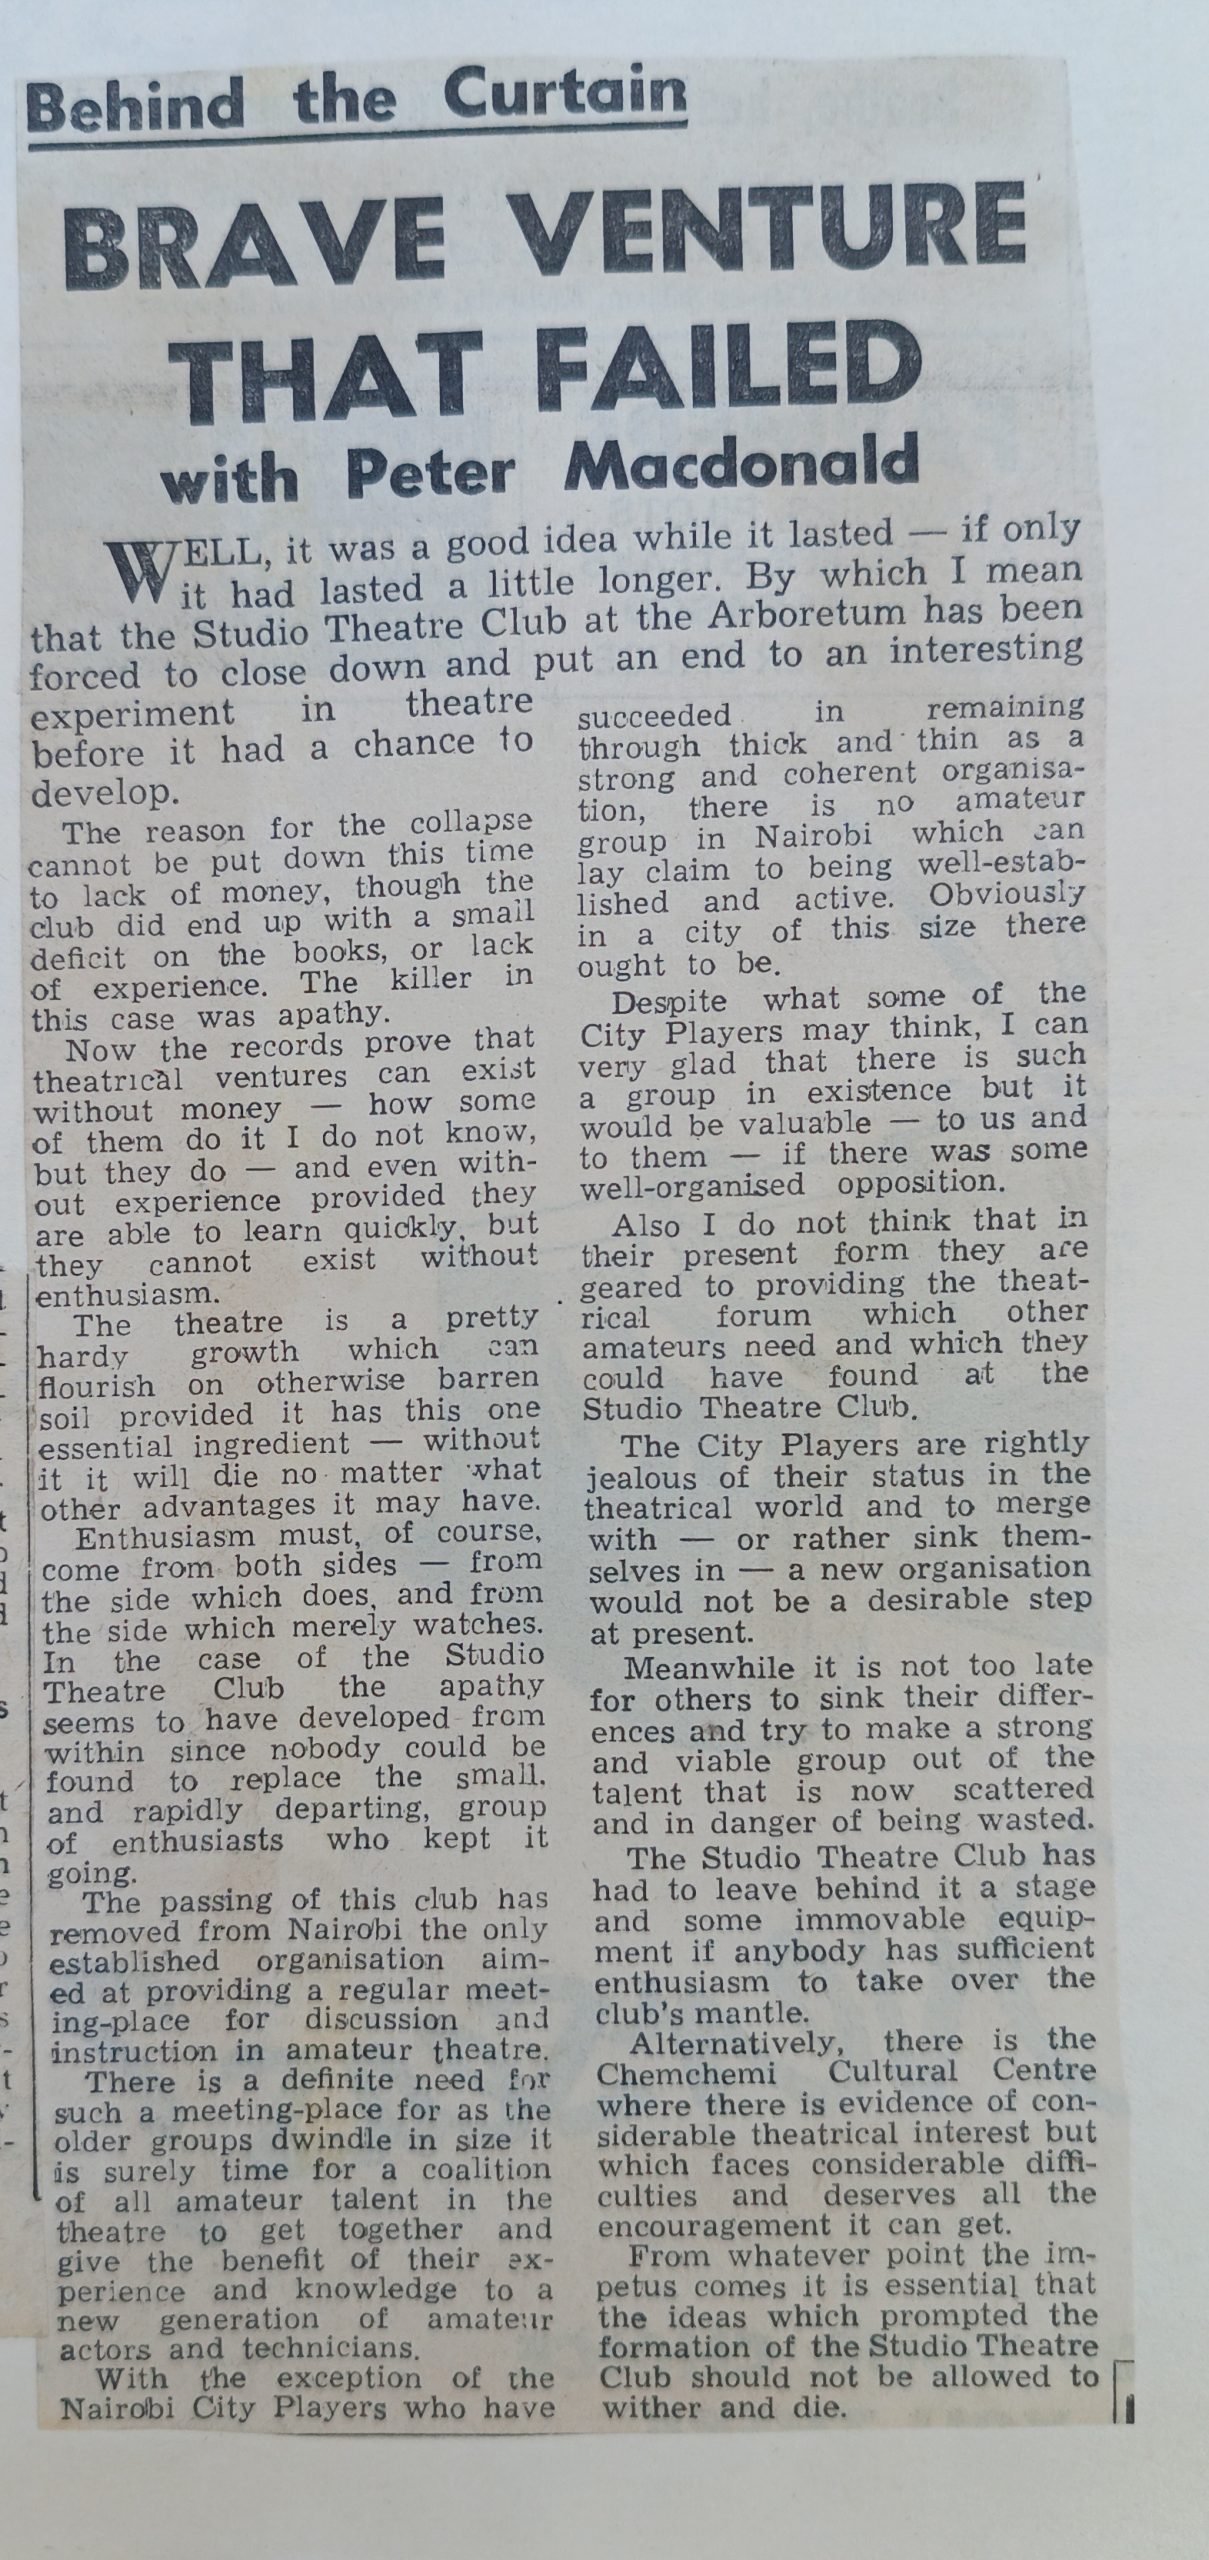 Behind the Curtain
BRAVE VENTURE
THAT FAILED
with Peter Macdonald
WELL, it was a good idea while it lasted — if only
it had lasted a little longer. By which I mean
that the Studio Theatre Club at the Arboretum has been
forced to close down and put an end to an interesting
experiment in theatre
before it had a chance to
develop.
The reason for the collapse
cannot be put down this time
to lack of money, though the
club did end up with a small
deficit on the books, or lack
of experience. The killer in
this case was apathy.
Now the records prove that
theatrical ventures can exist
without money — how some
of them do it I do not know,
but they do — and even with-
out experience provided they
are able to learn quickly, but
they cannot exist without
enthusiasm.
The theatre is a pretty
hardy growth which can
flourish on otherwise barren
soil provided it has this one
essential ingredient — without
it it will die no matter what
other advantages it may have.
Enthusiasm must, of course,
come from both sides — from
the side which does, and from
the side which merely watches.
In the case of the Studio
Theatre Club the apathy
seems to have developed from
within since nobody could be
found to replace the small,
and rapidly departing, group
of enthusiasts who kept it
going.
The passing of this club has
removed from Nairobi the only
established organisation aim-
ed at providing a regular meet-
ing-place for discussion and
instruction in amateur theatre.
There is a definite need for
such a meeting-place for as the
older groups dwindle in size it
is surely time for a coalition
of all amateur talent in the
theatre to get together and
give the benefit of their ex-
perience and knowledge to a
new generation of amateur
actors and technicians.
With the exception of the
Nairobi City Players who have
succeeded in remaining
through thick and thin as a
strong and coherent organisa-
tion, there is no amateur
group in Nairobi which can
lay claim to being well-estab-
lished and active. Obviously
in a city of this size there
ought to be.
Despite what some of the
City Players may think, I can
very glad that there is such
a group in existence but it
would be valuable — to us and
to them — if there was some
well-organised opposition.
Also I do not think that in
their present form they are
geared to providing the theat-
rical forum which other
amateurs need and which they
could have found at the
Studio Theatre Club.
The City Players are rightly
jealous of their status in the
theatrical world and to merge
with — or rather sink them-
selves in — a new organisation
would not be a desirable step
at present.
Meanwhile it is not too late
for others to sink their differ-
ences and try to make a strong
and viable group out of the
talent that is now scattered
and in danger of being wasted.
The Studio Theatre Club has
had to leave behind it a stage
and some immovable equip-
ment if anybody has sufficient
enthusiasm to take over the
club's mantle.
Alternatively, there is the
Chemchemi Cultural Centre
where there is evidence of con-
siderable theatrical interest but
which faces considerable diffi-
culties and deserves all the
encouragement it can get.
From whatever point the im-
petus comes it is essential that
the ideas which prompted the
formation of the Studio Theatre
Club should not be allowed to
wither and die.